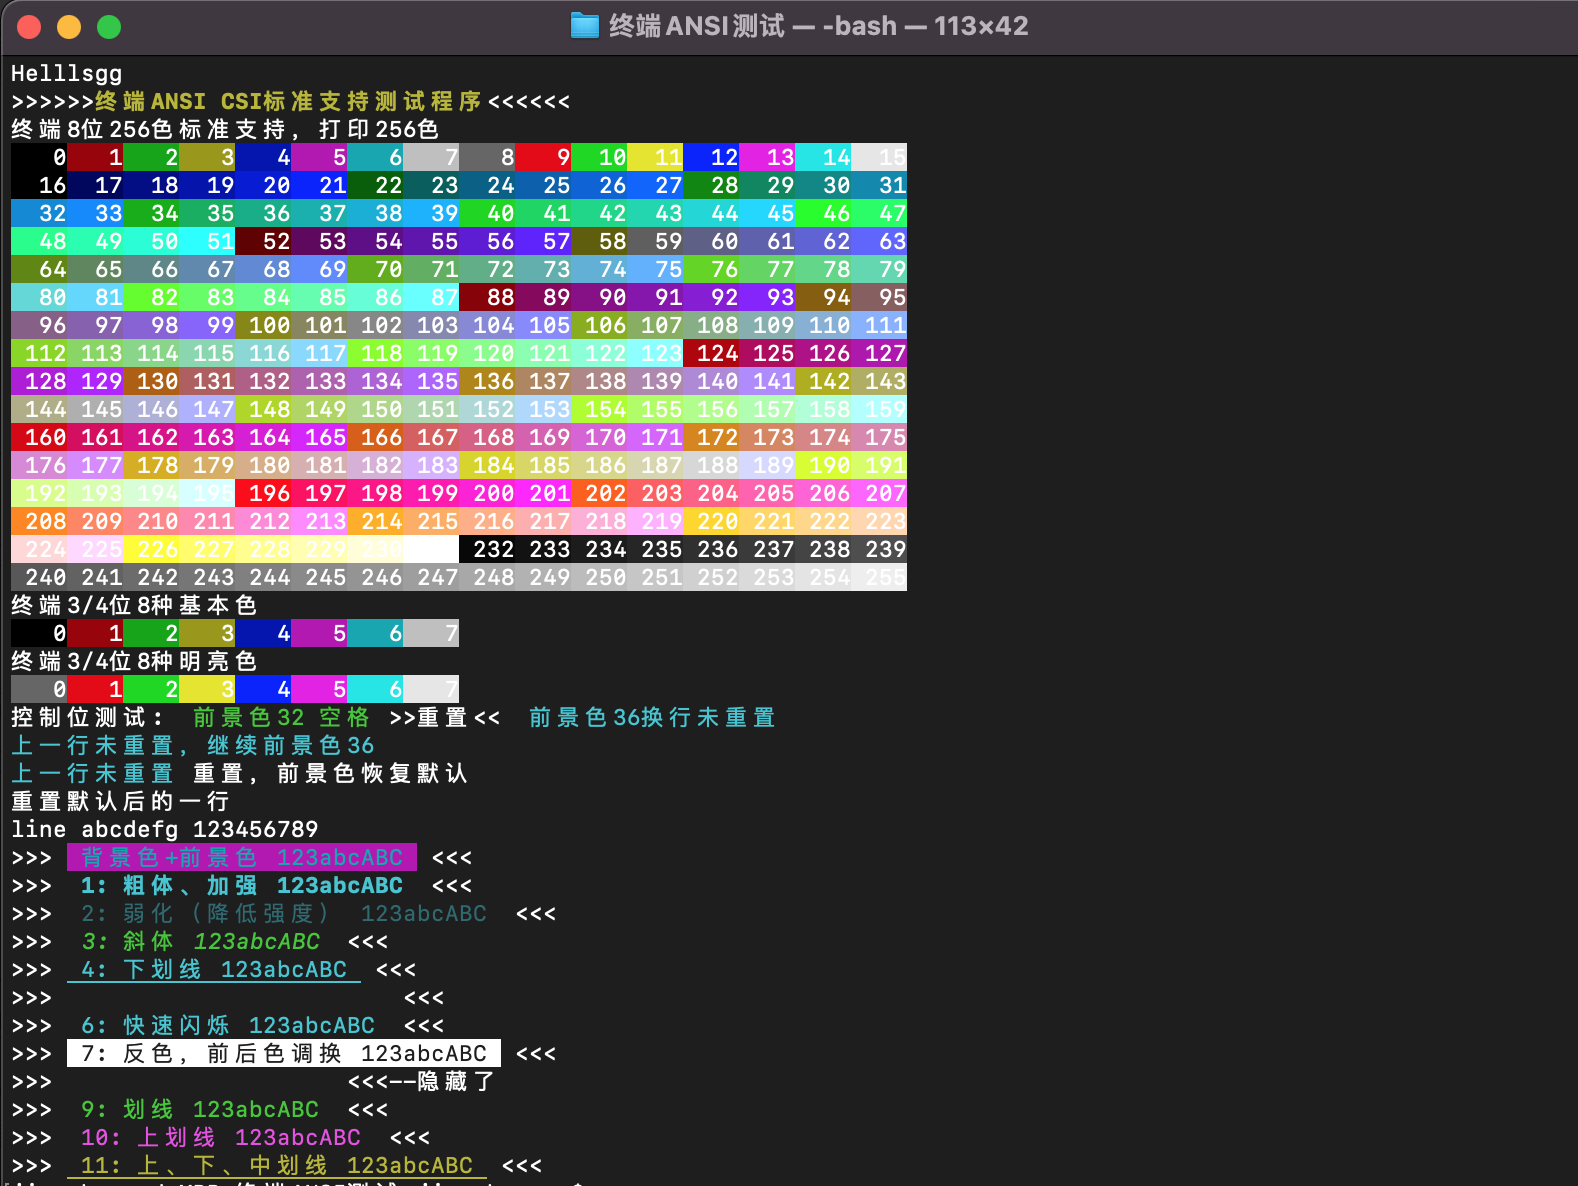 终端ANSI测试 — -bash — 113×42
Helllsgg
>>>>>>终端ANSI CSI标准支持测试程序<<<<<<
终端8位256色标准支持, 打印256色
0 1 2 3 4 5 6 7 8 9 10 11 12 13 14 15
16 17 18 19 20 21 22 23 24 25 26 27 28 29 30 31
32 33 34 35 36 37 38 39 40 41 42 43 44 45 46 47
48 49 50 51 52 53 54 55 56 57 58 59 60 61 62 63
64 65 66 67 68 69 70 71 72 73 74 75 76 77 78 79
80 81 82 83 84 85 86 87 88 89 90 91 92 93 94 95
96 97 98 99 100 101 102 103 104 105 106 107 108 109 110 111
112 113 114 115 116 117 118 119 120 121 122 123 124 125 126 127
128 129 130 131 132 133 134 135 136 137 138 139 140 141 142 143
144 145 146 147 148 149 150 151 152 153 154 155 156 157 158 159
160 161 162 163 164 165 166 167 168 169 170 171 172 173 174 175
176 177 178 179 180 181 182 183 184 185 186 187 188 189 190 191
192 193 194 195 196 197 198 199 200 201 202 203 204 205 206 207
208 209 210 211 212 213 214 215 216 217 218 219 220 221 222 223
224 225 226 227 228 229 230 232 233 234 235 236 237 238 239
240 241 242 243 244 245 246 247 248 249 250 251 252 253 254 255
终端3/4位8种基本色
0 1 2 3 4 5 6 7
终端3/4位8种明亮色
0 1 2 3 4 5 6 7
控制位测试: 前景色32 空格 >>重置<< 前景色36换行未重置
上一行未重置, 继续前景色36
上一行未重置 重置, 前景色恢复默认
重置默认后的一行
line abcdefg 123456789
>>> 背景色+前景色 123abcABC <<<
>>> 1: 粗体、加强 123abcABC <<<
>>> 2: 弱化 (降低强度) 123abcABC <<<
>>> 3: 斜体 123abcABC <<<
>>> 4: 下划线 123abcABC <<<
>>> <<<
>>> 6: 快速闪烁 123abcABC <<<
>>> 7: 反色, 前后色调换 123abcABC <<<
>>> <<<--隐藏了
>>> 9: 划线 123abcABC <<<
>>> 10: 上划线 123abcABC <<<
>>> 11: 上、下、中划线 123abcABC <<<